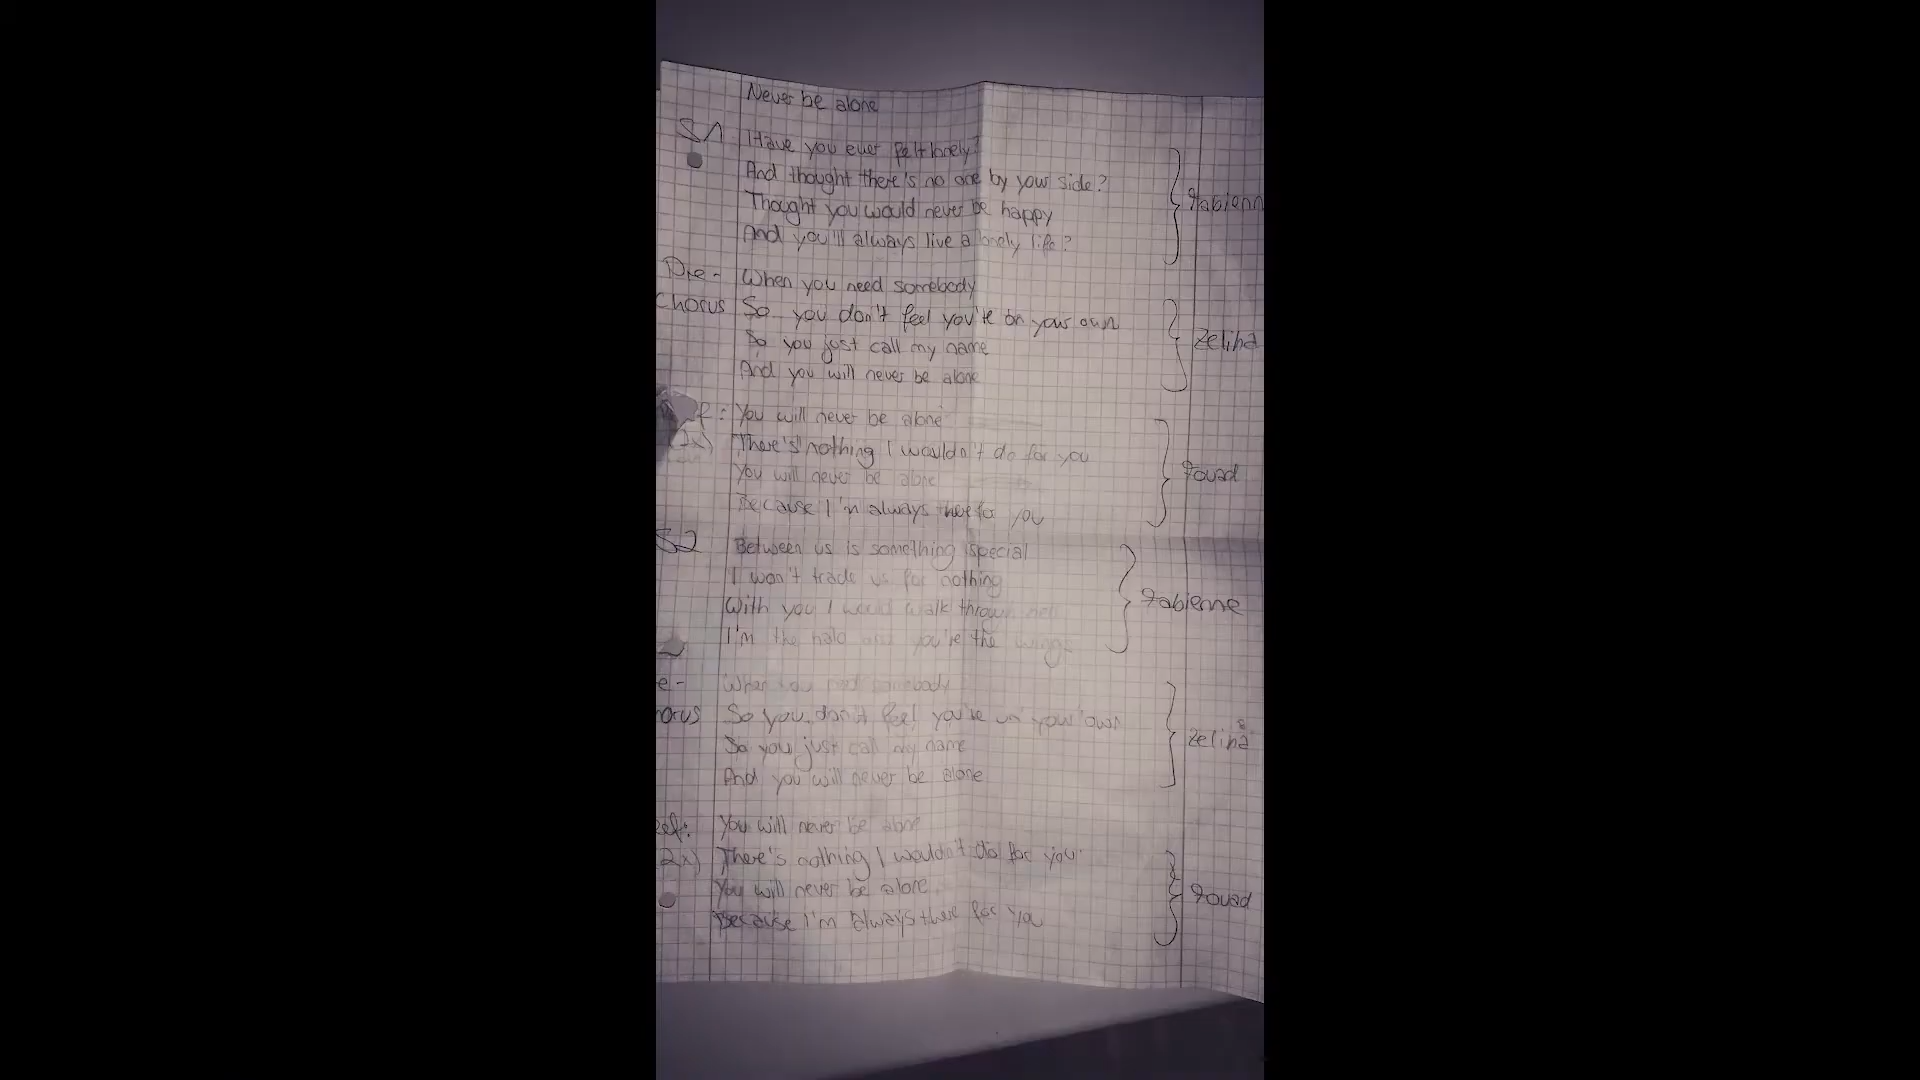 Never be alone
S1 Have you ever felt lonely?
And thought there's no one by your side?
Thought you would never be happy
And you'll always live a lonely life?
Fabienn
Pre- When you need somebody
Chorus So you don't feel you're on your own
So you just call my name
And you will never be alone
Zeliha
f: You will never be alone
(2x) There's nothing I wouldn't do for you
You will never be alone
Because I'm always there for you
Fouad
S2 Between us is something special
I won't trade us for nothing
With you I would walk through hell
I'm the halo and you're the wings
Fabienne
e- When you need somebody
orus So you don't feel you're on your own
So you just call my name
And you will never be alone
Zeliha
Ref: You will never be alone
2x) There's nothing I wouldn't do for you
You will never be alone
Because I'm always there for you
Fouad